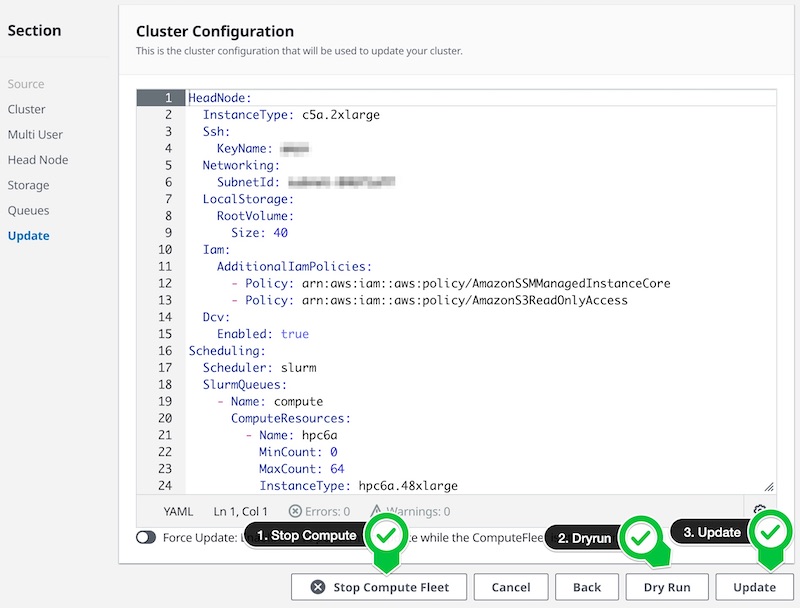 Section
Source
Cluster
Multi User
Head Node
Storage
Queues
Update
Cluster Configuration
This is the cluster configuration that will be used to update your cluster.
1 HeadNode:
2 InstanceType: c5a.2xlarge
3 Ssh:
4 KeyName:
5 Networking:
6 SubnetId:
7 LocalStorage:
8 RootVolume:
9 Size: 40
10 Iam:
11 AdditionalIamPolicies:
12 - Policy: arn:aws:iam::aws:policy/AmazonSSMManagedInstanceCore
13 - Policy: arn:aws:iam::aws:policy/AmazonS3ReadOnlyAccess
14 Dcv:
15 Enabled: true
16 Scheduling:
17 Scheduler: slurm
18 SlurmQueues:
19 - Name: compute
20 ComputeResources:
21 - Name: hpc6a
22 MinCount: 0
23 MaxCount: 64
24 InstanceType: hpc6a.48xlarge
YAML Ln 1, Col 1 Errors: 0 Warnings: 0
Force Update: while the ComputeFleet
1. Stop Compute
2. Dryrun
3. Update
Stop Compute Fleet Cancel Back Dry Run Update